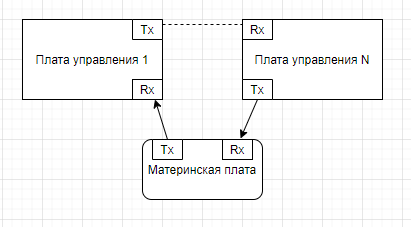 Tx
Rx
Плата управления 1
Плата управления N
Rx
Tx
Tx
Rx
Материнская плата